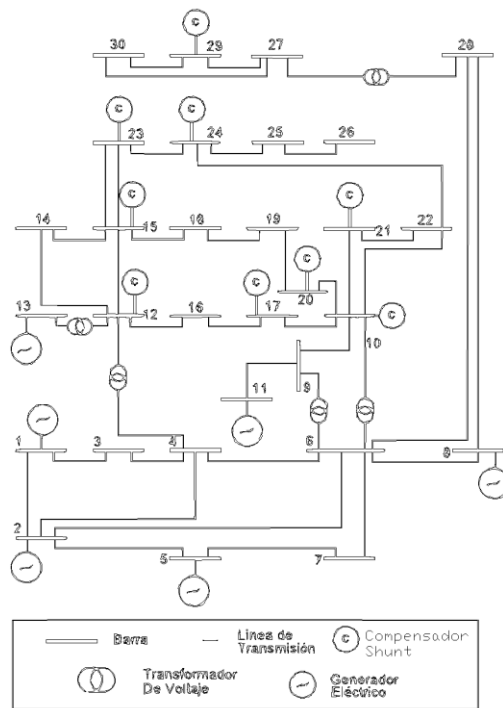 C
30 29 27 28
C C
23 24 25 26
C C
14 15 18 19 21 22
C C C
20
13 12 16 17
C
10
9
11
1 3 4 6 8
2
5 7
Barra
Línea de
Transmisión
C
Compensador
Shunt
Transformador
De Voltaje
Generador
Eléctrico